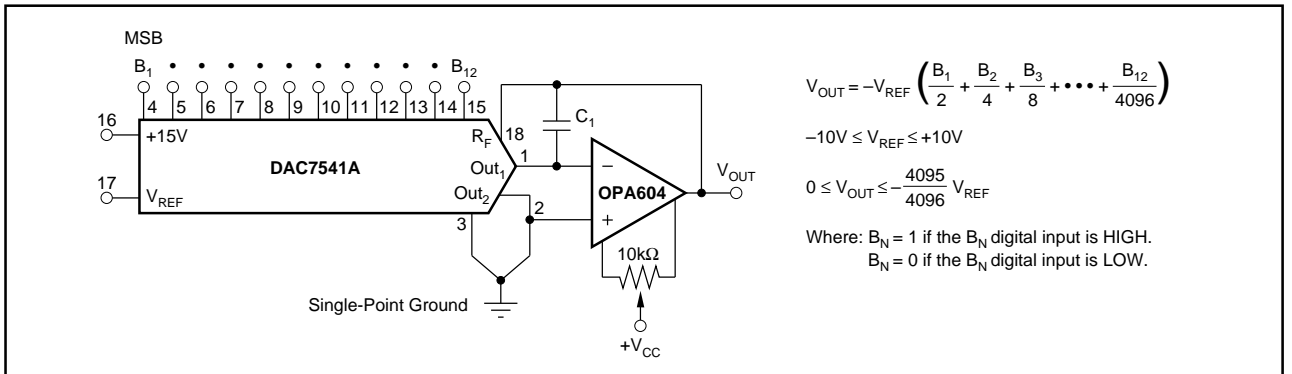 MSB
B1 • • • • • • • • • • B12
4 5 6 7 8 9 10 11 12 13 14 15
16
+15V
RF
18
C1
DAC7541A
Out1
1
–
VOUT
17
VREF
Out2
OPA604
3
2
+
10kΩ
Single-Point Ground
+VCC
VOUT = –VREF (B1/2 + B2/4 + B3/8 + ••• + B12/4096)
–10V ≤ VREF ≤ +10V
0 ≤ VOUT ≤ –4095/4096 VREF
Where: BN = 1 if the BN digital input is HIGH.
BN = 0 if the BN digital input is LOW.